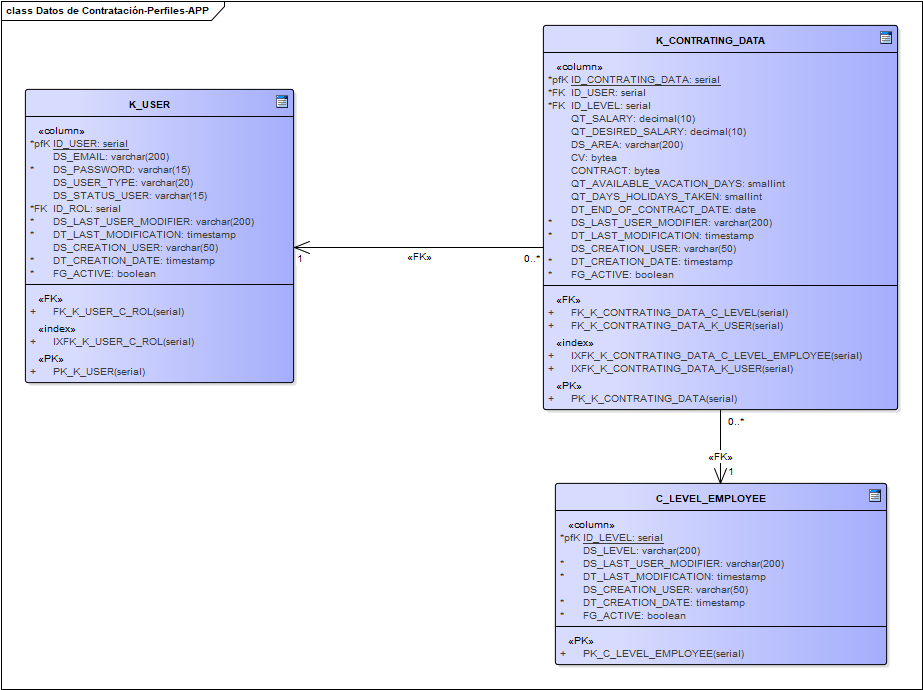 class Datos de Contratación-Perfiles-APP
K_USER
«column»
*pfK ID_USER: serial
DS_EMAIL: varchar(200)
* DS_PASSWORD: varchar(15)
DS_USER_TYPE: varchar(20)
DS_STATUS_USER: varchar(15)
*FK ID_ROL: serial
* DS_LAST_USER_MODIFIER: varchar(200)
* DT_LAST_MODIFICATION: timestamp
DS_CREATION_USER: varchar(50)
* DT_CREATION_DATE: timestamp
* FG_ACTIVE: boolean
«FK»
+ FK_K_USER_C_ROL(serial)
«index»
+ IXFK_K_USER_C_ROL(serial)
«PK»
+ PK_K_USER(serial)
1
«FK»
0..*
K_CONTRATING_DATA
«column»
*pfK ID_CONTRATING_DATA: serial
*FK ID_USER: serial
*FK ID_LEVEL: serial
QT_SALARY: decimal(10)
QT_DESIRED_SALARY: decimal(10)
DS_AREA: varchar(200)
CV: bytea
CONTRACT: bytea
QT_AVAILABLE_VACATION_DAYS: smallint
QT_DAYS_HOLIDAYS_TAKEN: smallint
DT_END_OF_CONTRACT_DATE: date
* DS_LAST_USER_MODIFIER: varchar(200)
* DT_LAST_MODIFICATION: timestamp
DS_CREATION_USER: varchar(50)
* DT_CREATION_DATE: timestamp
* FG_ACTIVE: boolean
«FK»
+ FK_K_CONTRATING_DATA_C_LEVEL(serial)
+ FK_K_CONTRATING_DATA_K_USER(serial)
«index»
+ IXFK_K_CONTRATING_DATA_C_LEVEL_EMPLOYEE(serial)
+ IXFK_K_CONTRATING_DATA_K_USER(serial)
«PK»
+ PK_K_CONTRATING_DATA(serial)
0..*
«FK»
1
C_LEVEL_EMPLOYEE
«column»
*pfK ID_LEVEL: serial
DS_LEVEL: varchar(200)
* DS_LAST_USER_MODIFIER: varchar(200)
* DT_LAST_MODIFICATION: timestamp
DS_CREATION_USER: varchar(50)
* DT_CREATION_DATE: timestamp
* FG_ACTIVE: boolean
«PK»
+ PK_C_LEVEL_EMPLOYEE(serial)